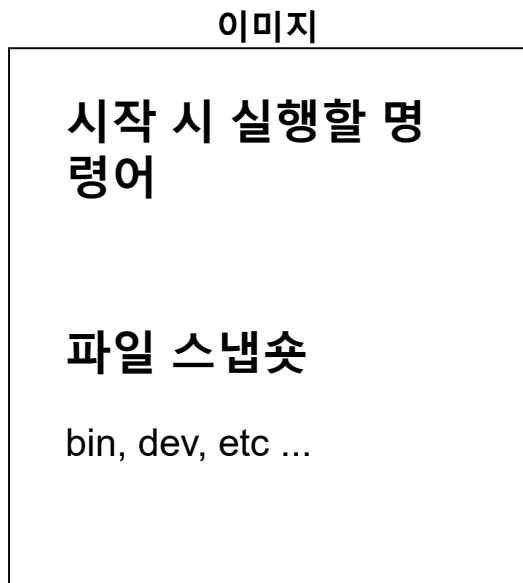 이미지
시작 시 실행할 명
령어
파일 스냅숏
bin, dev, etc ...